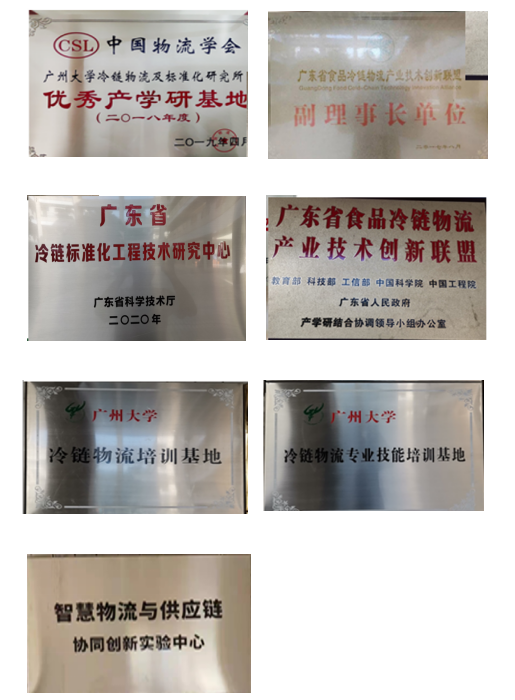 CSL 中国物流学会
广州大学冷链物流及标准化研究所
优秀产学研基地
（二〇一八年度）
二〇一九年四月
广东省食品冷链物流产业技术创新联盟
副理事长单位
二〇一七年八月
广东省
冷链标准化工程技术研究中心
广东省科学技术厅
二〇二〇年
广东省食品冷链物流
产业技术创新联盟
教育部 科技部 工信部 中国科学院 中国工程院
广东省人民政府
产学研结合协调领导小组办公室
广州大学
冷链物流培训基地
广州大学
冷链物流专业技能培训基地
智慧物流与供应链
协同创新实验中心